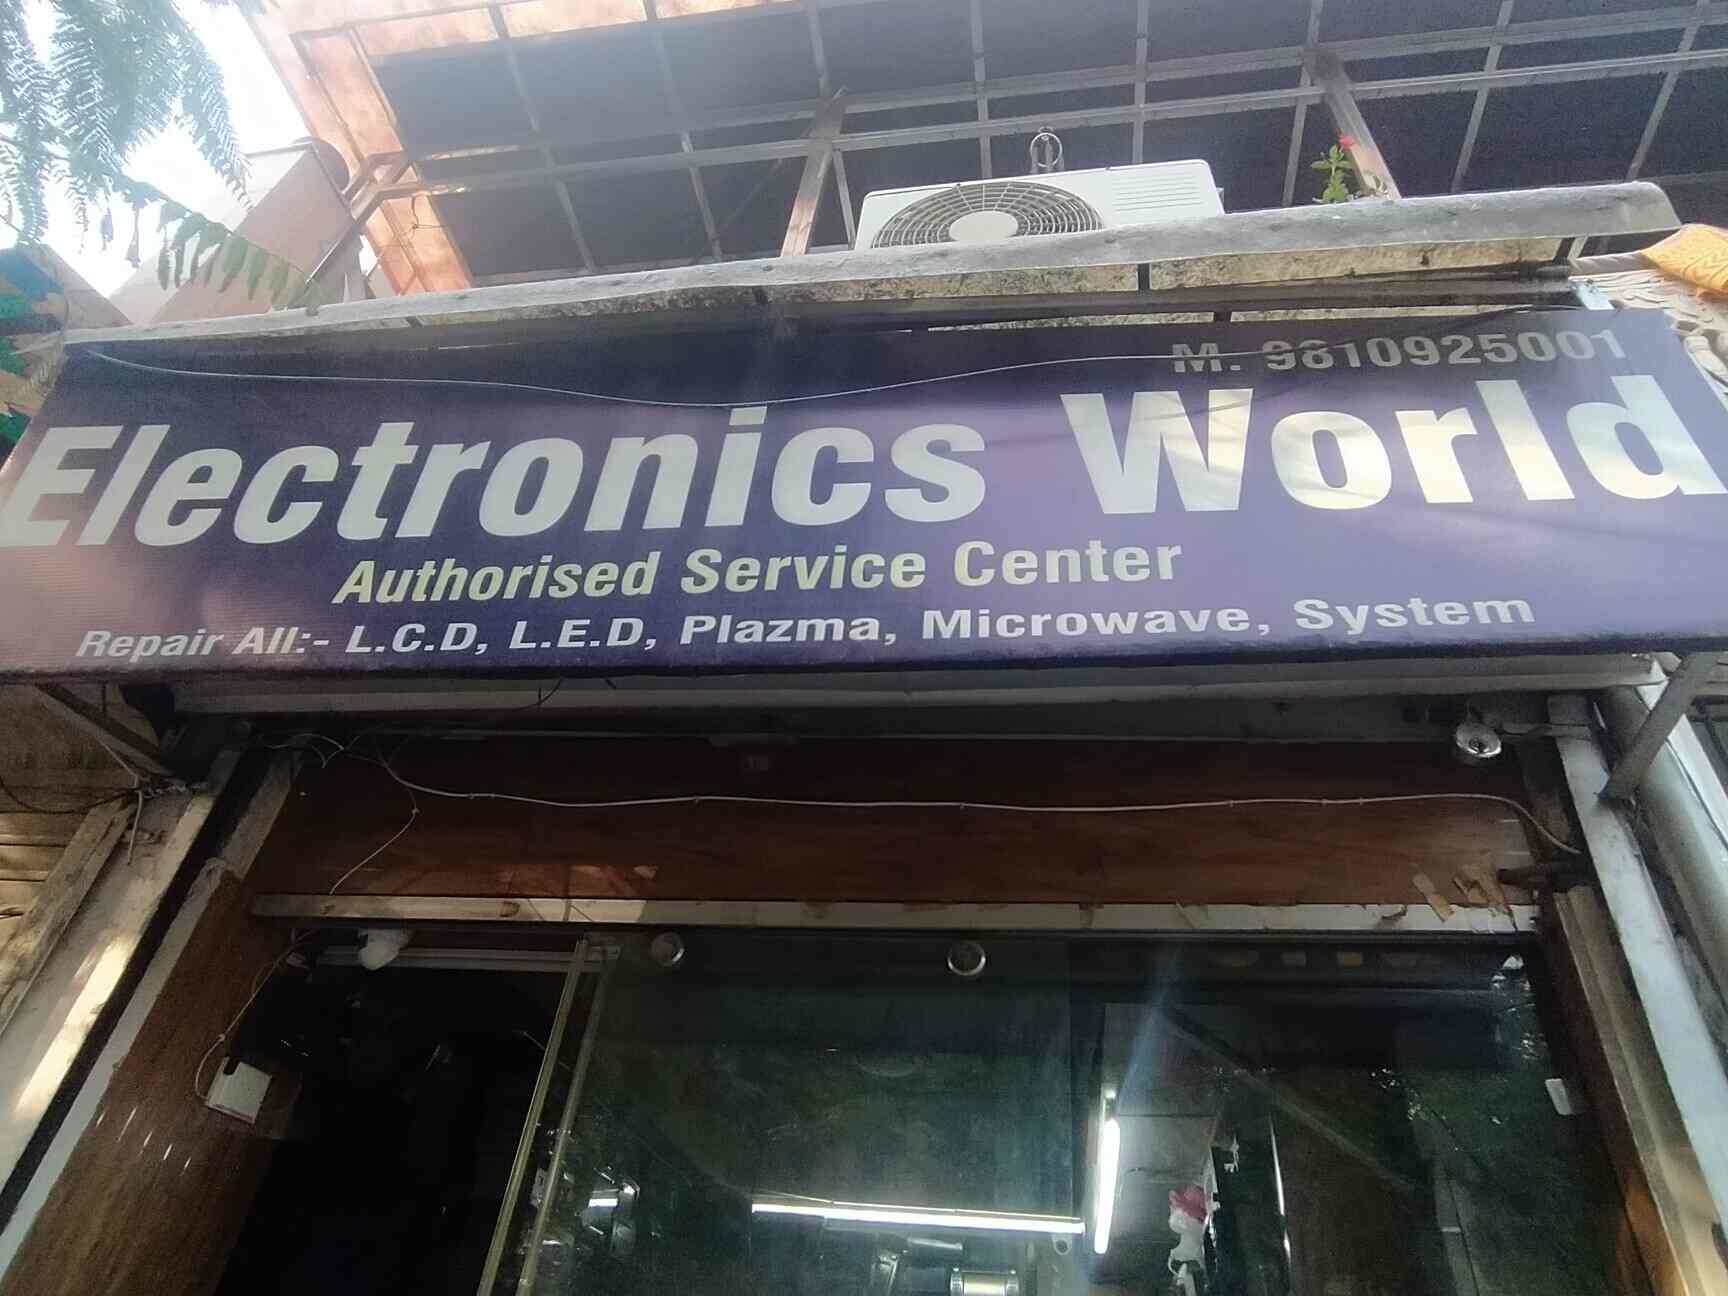 M. 9810925001
Electronics World
Authorised Service Center
Repair All:- L.C.D, L.E.D, Plazma, Microwave, System